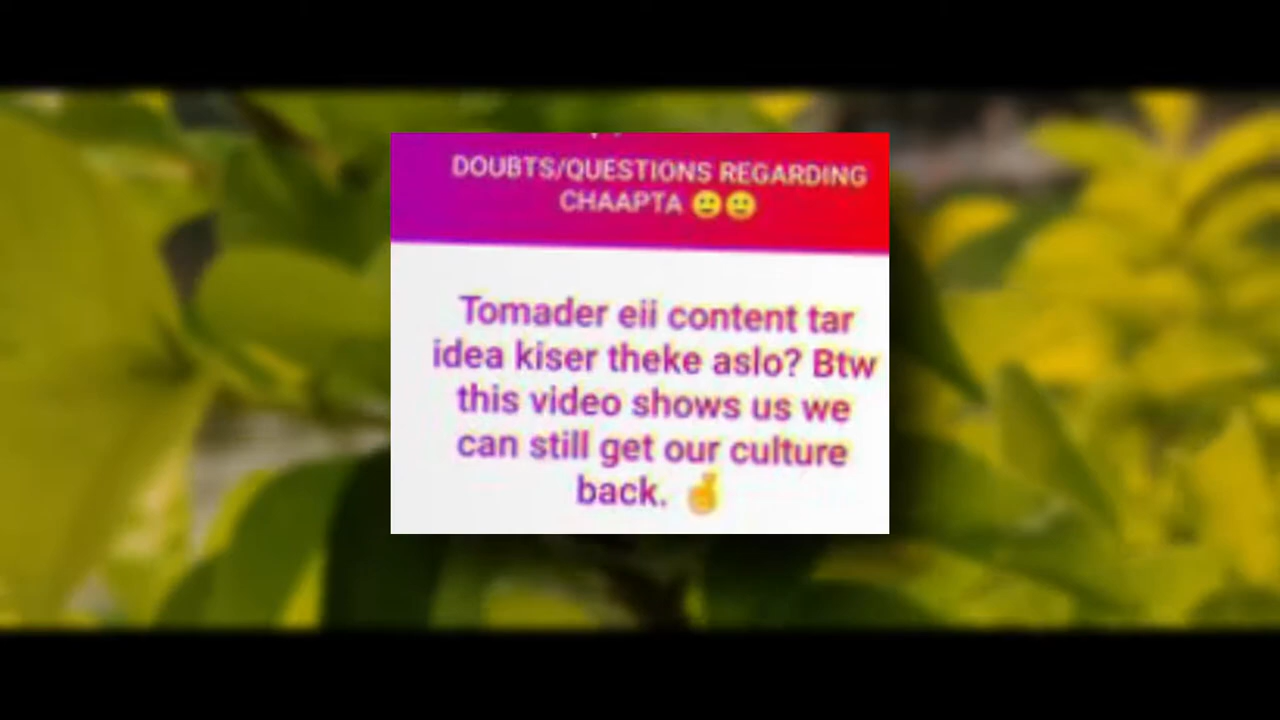 DOUBTS/QUESTIONS REGARDING
CHAAPTA 🙂🙂
Tomader eii content tar
idea kiser theke aslo? Btw
this video shows us we
can still get our culture
back. 🤞